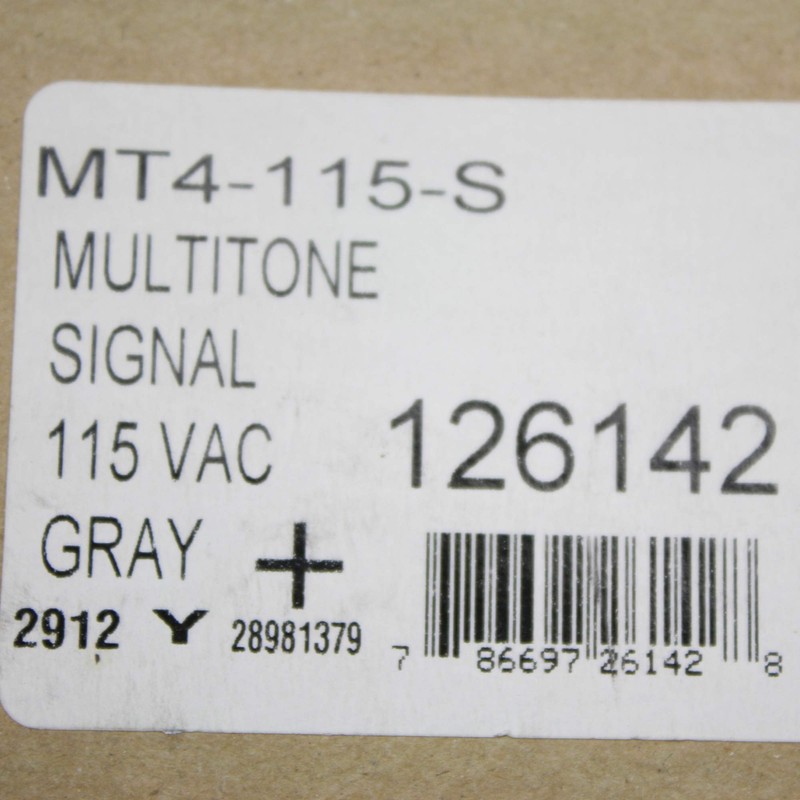 MT4-115-S
MULTITONE
SIGNAL
115 VAC
126142
GRAY +
2912 Y 28981379
7 86697 26142 8